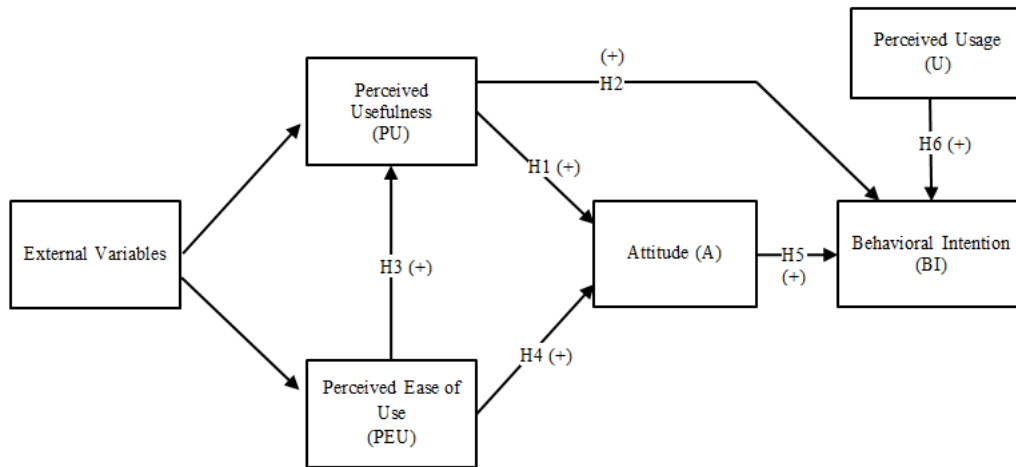 Perceived Usage
(U)
Perceived
Usefulness
(PU)
(+)
H2
H6 (+)
H1 (+)
External Variables
H3 (+)
Attitude (A)
H5
(+)
Behavioral Intention
(BI)
H4 (+)
Perceived Ease of
Use
(PEU)